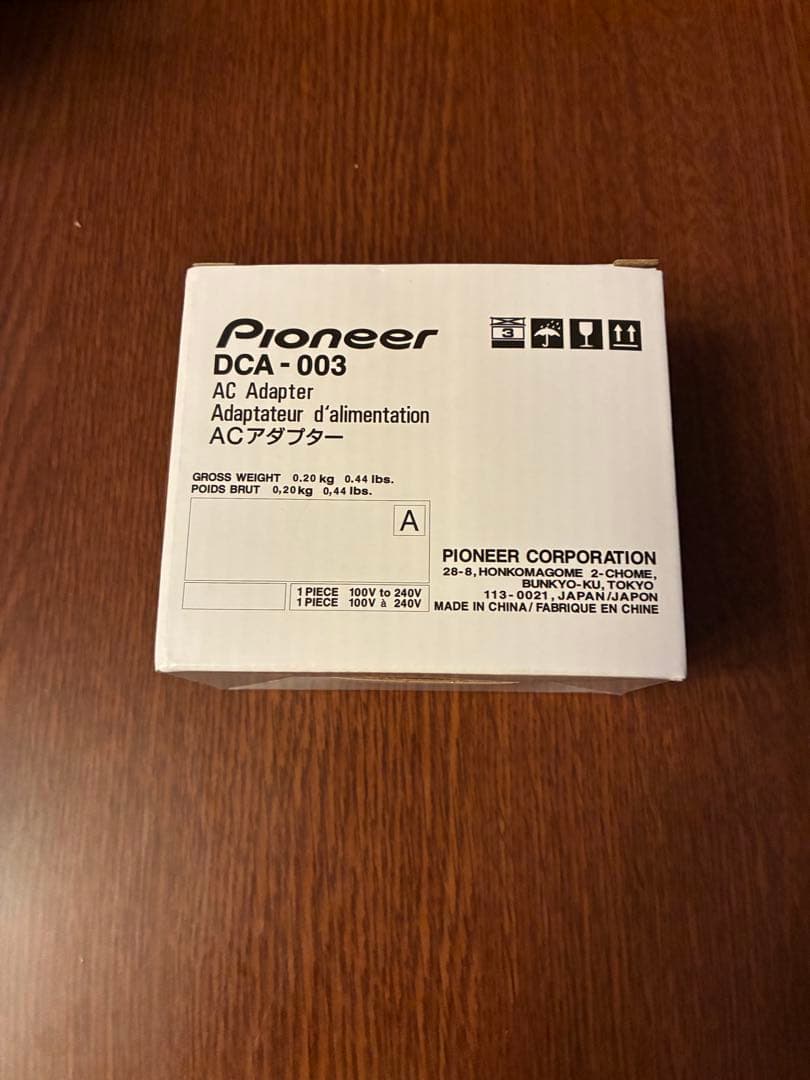 Pioneer
DCA-003
AC Adapter
Adaptateur d'alimentation
ACアダプター
3
GROSS WEIGHT 0.20 kg 0.44 lbs.
POIDS BRUT 0,20 kg 0,44 lbs.
A
1 PIECE 100V to 240V
1 PIECE 100V à 240V
PIONEER CORPORATION
28-8, HONKOMAGOME 2-CHOME,
BUNKYO-KU, TOKYO
113-0021, JAPAN/JAPON
MADE IN CHINA/FABRIQUE EN CHINE